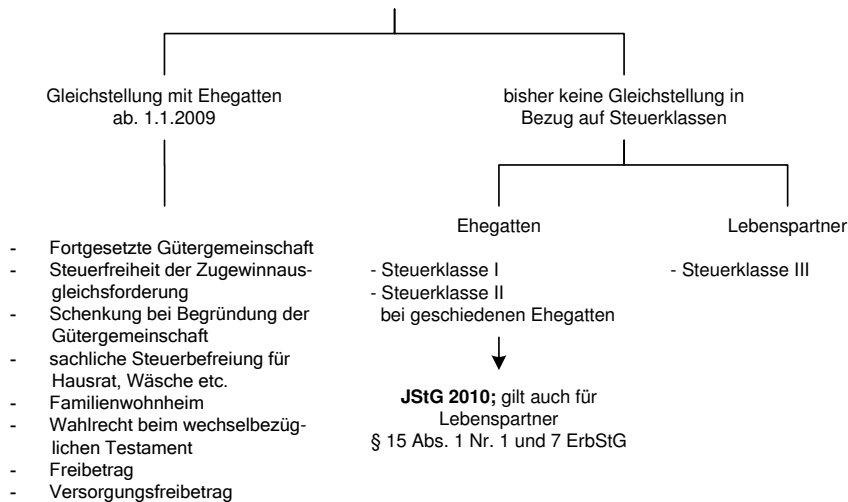 Gleichstellung mit Ehegatten
ab. 1.1.2009
- Fortgesetzte Gütergemeinschaft
- Steuerfreiheit der Zugewinnaus-
gleichsforderung
- Schenkung bei Begründung der
Gütergemeinschaft
- sachliche Steuerbefreiung für
Hausrat, Wäsche etc.
- Familienwohnheim
- Wahlrecht beim wechselbezüg-
lichen Testament
- Freibetrag
- Versorgungsfreibetrag
bisher keine Gleichstellung in
Bezug auf Steuerklassen
Ehegatten
- Steuerklasse I
- Steuerklasse II
bei geschiedenen Ehegatten
JStG 2010; gilt auch für
Lebenspartner
§ 15 Abs. 1 Nr. 1 und 7 ErbStG
Lebenspartner
- Steuerklasse III